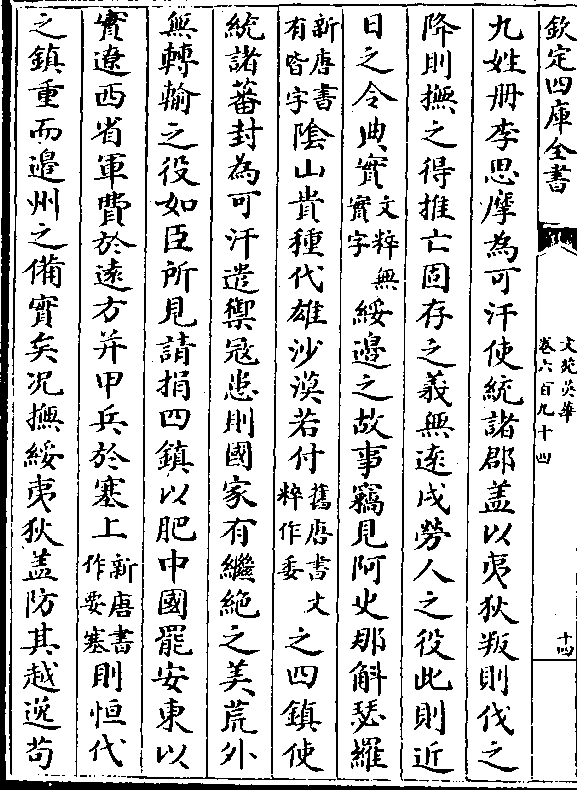 欽定四庫全書
文苑英華
卷六百九十四
十四
九姓冊李思摩為可汗使統諸郡盖以夷狄叛則伐之
降則撫之得推亡固存之義無逺戍勞人之役此則近
日之令典實文粹無實字綏邊之故事竊見阿史那斛瑟羅
新唐書有皆字陰山貴種代雄沙漠若付舊唐書文粹作委之四鎮使
統諸蕃封為可汗遣禦冦患則國家有繼絶之美荒外
無轉輸之役如臣所見請捐四鎮以肥中國罷安東以
實遼西省軍費於逺方并甲兵於塞上新唐書作要塞則恒代
之鎮重而邉州之備實矣况撫綏夷狄盖防其越逸茍